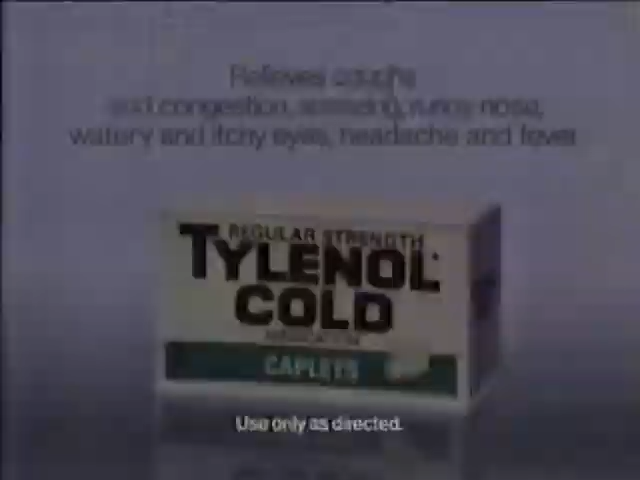 Relieves coughs
and congestion, sneezing, runny nose,
watery and itchy eyes, headache and fever
REGULAR STRENGTH
TYLENOL
COLD
CAPLETS
Use only as directed.